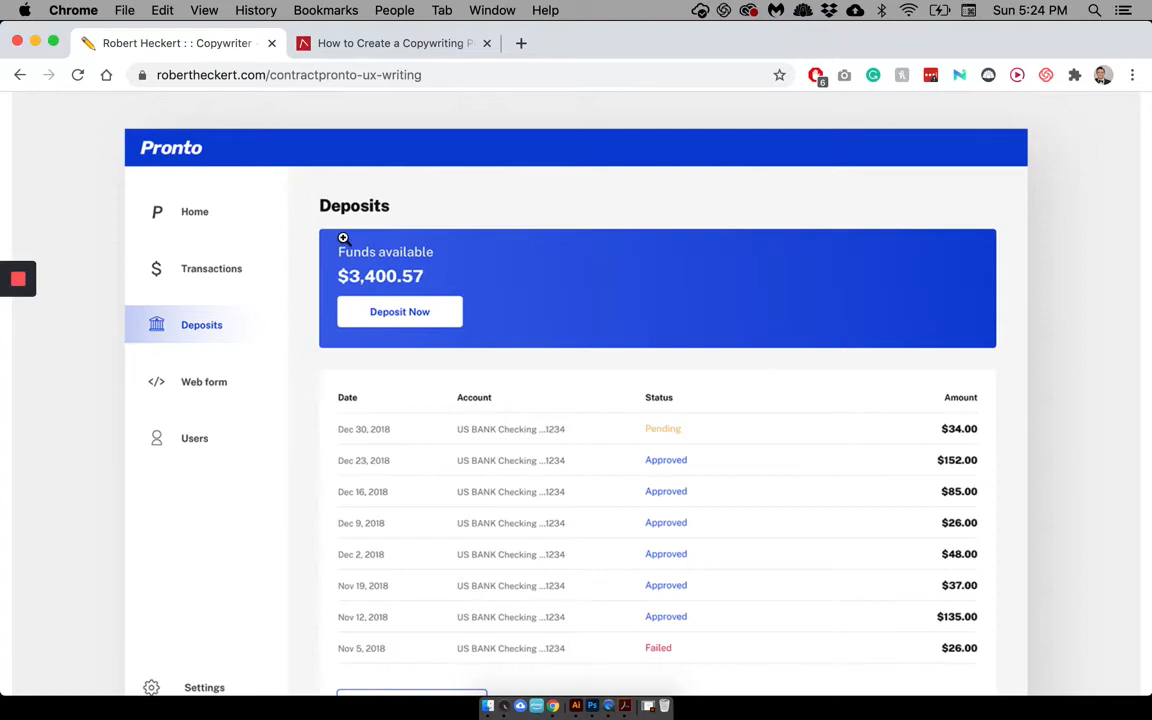 Chrome File Edit View History Bookmarks People Tab Window Help Sun 5:24 PM
Robert Heckert : : Copywriter How to Create a Copywriting P
robertheckert.com/contractpronto-ux-writing
6
Pronto
Home
Transactions
Deposits
Web form
Users
Settings
Deposits
Funds available
$3,400.57
Deposit Now
Date Account Status Amount
Dec 30, 2018 US BANK Checking ...1234 Pending $34.00
Dec 23, 2018 US BANK Checking ...1234 Approved $152.00
Dec 16, 2018 US BANK Checking ...1234 Approved $85.00
Dec 9, 2018 US BANK Checking ...1234 Approved $26.00
Dec 2, 2018 US BANK Checking ...1234 Approved $48.00
Nov 19, 2018 US BANK Checking ...1234 Approved $37.00
Nov 12, 2018 US BANK Checking ...1234 Approved $135.00
Nov 5, 2018 US BANK Checking ...1234 Failed $26.00
Ai Ps